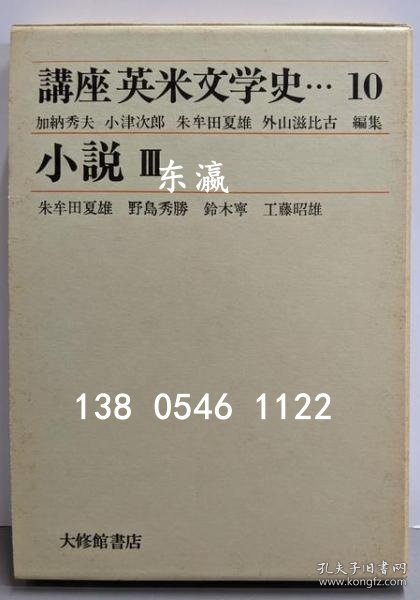 講座 英米文学史… 10
加納秀夫 小津次郎 朱牟田夏雄 外山滋比古 編集
小説 Ⅲ
东瀛
朱牟田夏雄 野島秀勝 鈴木寧 工藤昭雄
138 0546 1122
大修館書店
孔夫子旧书网